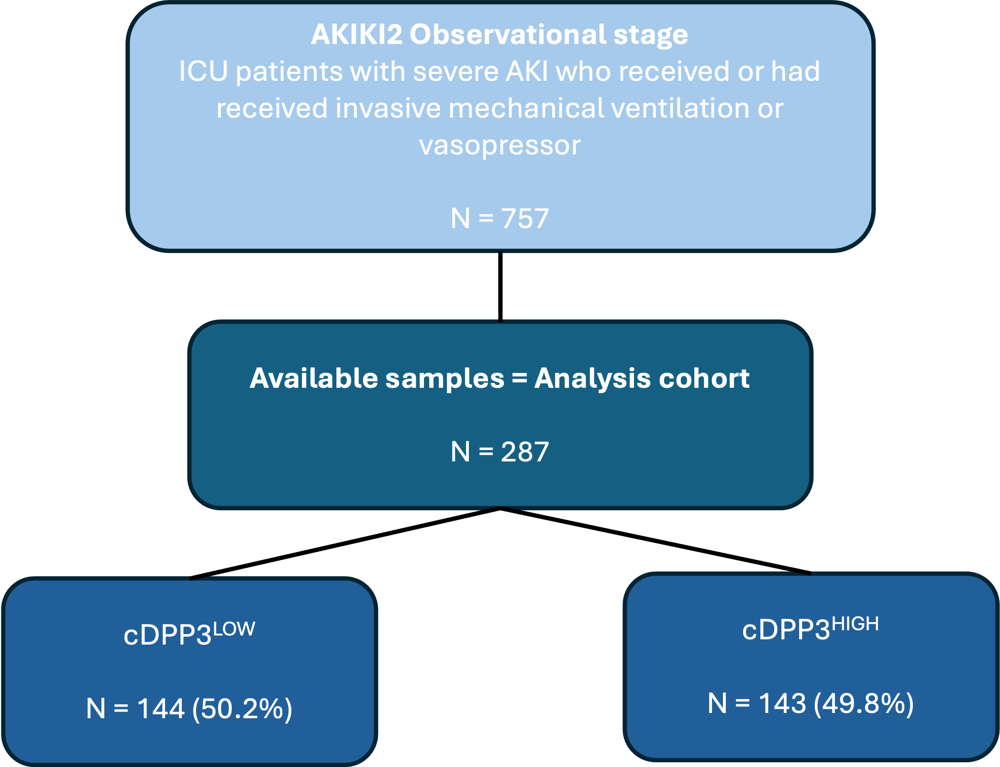 AKIKI2 Observational stage
ICU patients with severe AKI who received or had
received invasive mechanical ventilation or
vasopressor
N = 757
Available samples = Analysis cohort
N = 287
cDPP3LOW
N = 144 (50.2%)
cDPP3HIGH
N = 143 (49.8%)